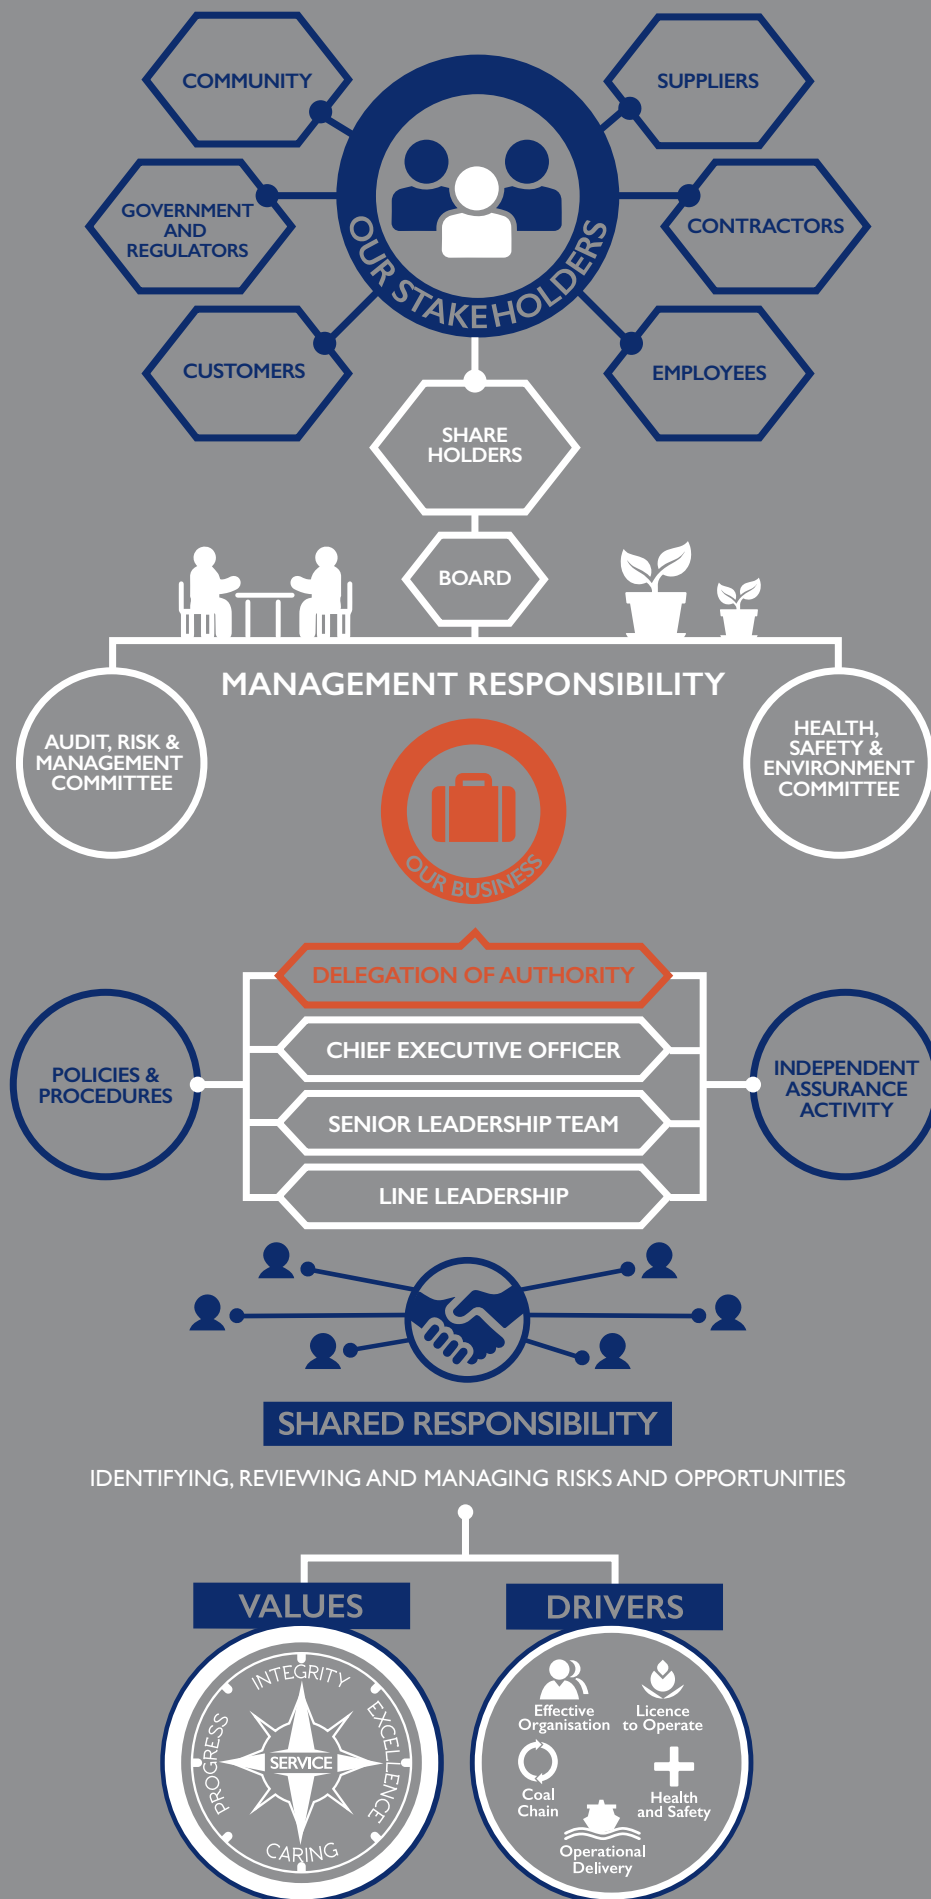 COMMUNITY
SUPPLIERS
GOVERNMENT
AND
REGULATORS
CONTRACTORS
OUR STAKEHOLDERS
CUSTOMERS
EMPLOYEES
SHARE
HOLDERS
BOARD
MANAGEMENT RESPONSIBILITY
AUDIT, RISK &
MANAGEMENT
COMMITTEE
HEALTH,
SAFETY &
ENVIRONMENT
COMMITTEE
OUR BUSINESS
DELEGATION OF AUTHORITY
CHIEF EXECUTIVE OFFICER
SENIOR LEADERSHIP TEAM
LINE LEADERSHIP
POLICIES &
PROCEDURES
INDEPENDENT
ASSURANCE
ACTIVITY
SHARED RESPONSIBILITY
IDENTIFYING, REVIEWING AND MANAGING RISKS AND OPPORTUNITIES
VALUES
INTEGRITY
EXCELLENCE
CARING
PROGRESS
SERVICE
DRIVERS
Effective
Organisation
Licence
to Operate
Coal
Chain
Health
and Safety
Operational
Delivery